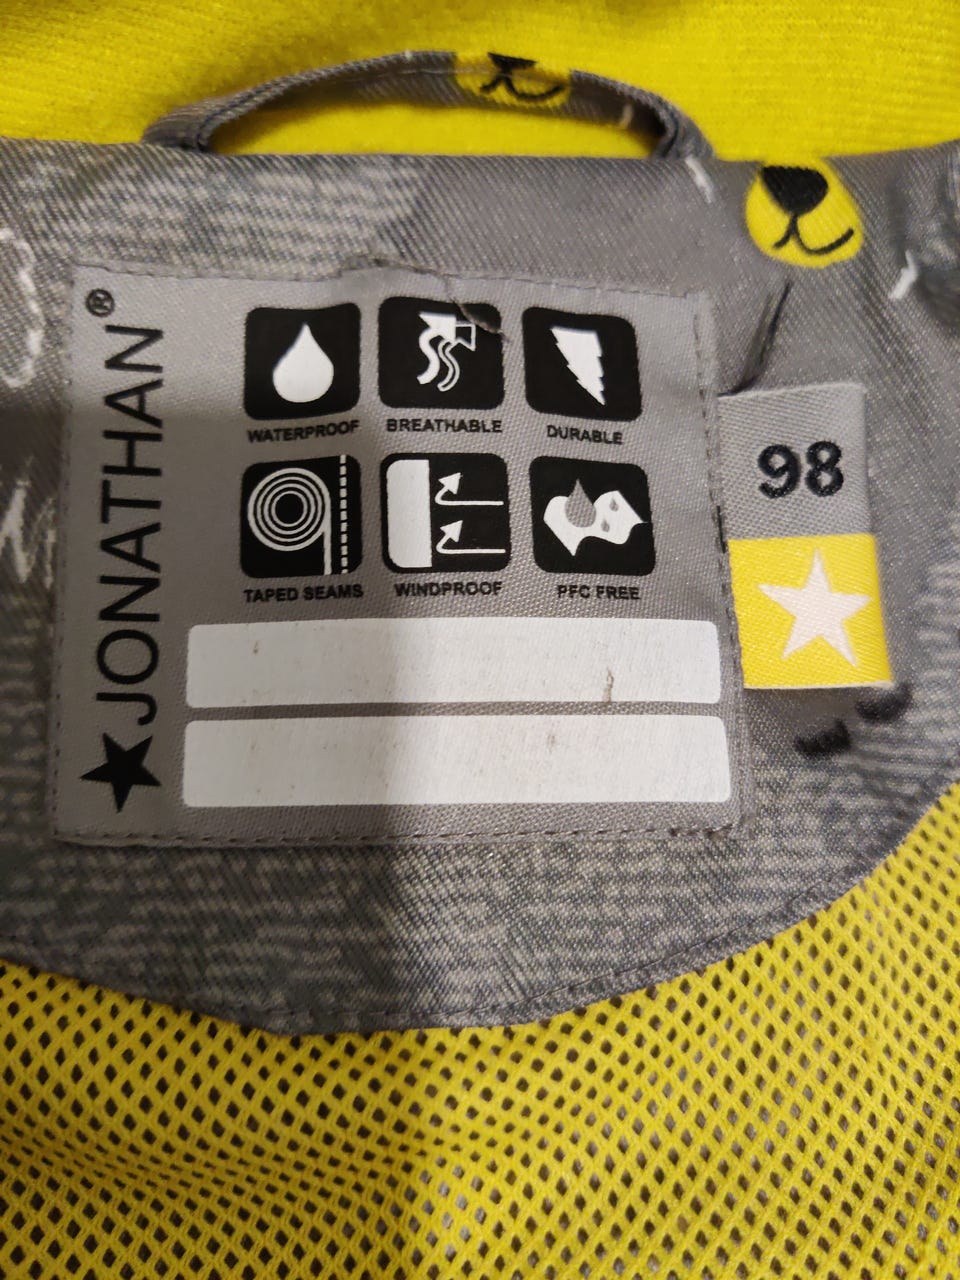 JONATHAN®
WATERPROOF
BREATHABLE
DURABLE
TAPED SEAMS
WINDPROOF
PFC FREE
98